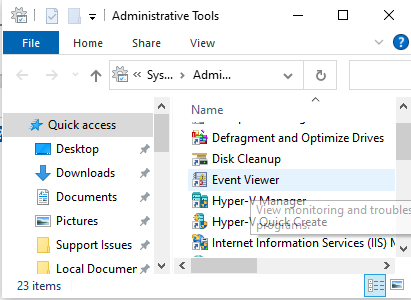 Administrative Tools
File Home Share View
Sys... Admi...
Name
Quick access
Desktop
Downloads
Documents
Pictures
Support Issues
Local Documen
Defragment and Optimize Drives
Disk Cleanup
Event Viewer
Hyper-V Manager
Hyper-V Quick Create
View monitoring and troubles
programs.
Internet Information Services (IIS) M
23 items